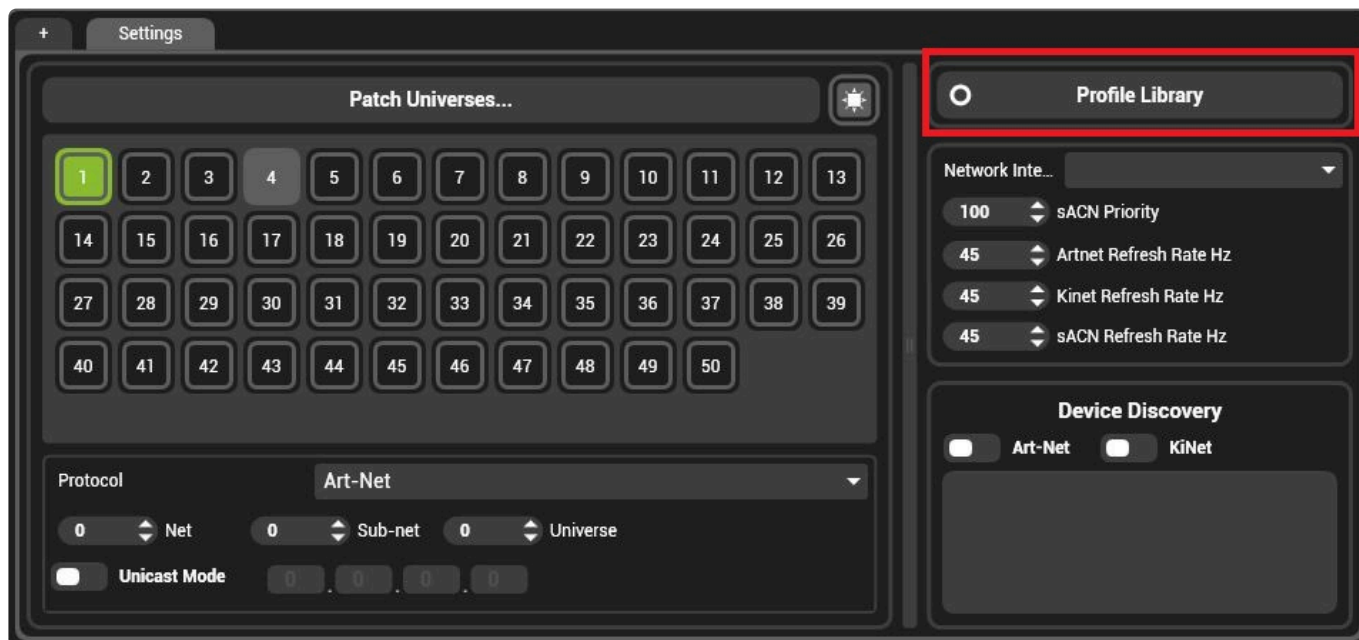 + Settings
Patch Universes...
1 2 3 4 5 6 7 8 9 10 11 12 13
14 15 16 17 18 19 20 21 22 23 24 25 26
27 28 29 30 31 32 33 34 35 36 37 38 39
40 41 42 43 44 45 46 47 48 49 50
Protocol Art-Net
0 Net 0 Sub-net 0 Universe
Unicast Mode 0 . 0 . 0 . 0
Profile Library
Network Inte...
100 sACN Priority
45 Artnet Refresh Rate Hz
45 Kinet Refresh Rate Hz
45 sACN Refresh Rate Hz
Device Discovery
Art-Net KiNet